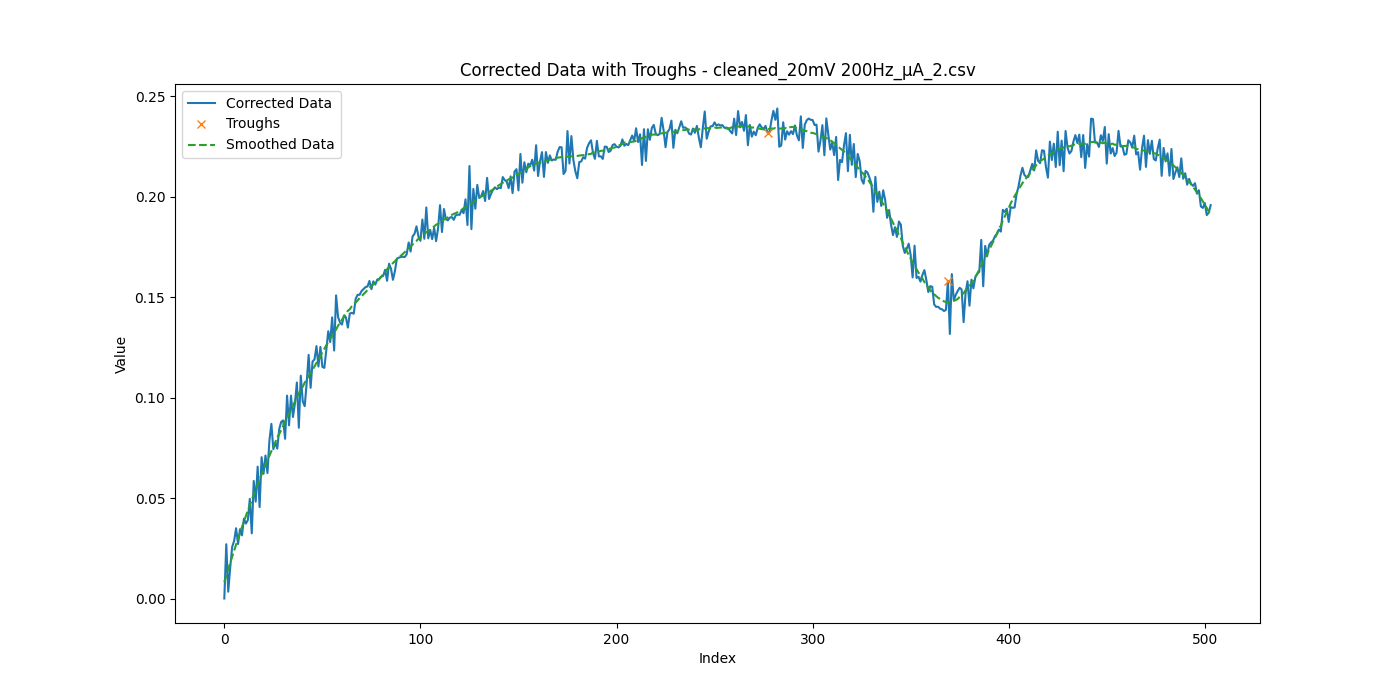 Corrected Data with Troughs - cleaned_20mV 200Hz_μA_2.csv
Corrected Data
Troughs
Smoothed Data
0.25
0.20
0.15
0.10
0.05
0.00
Value
0 100 200 300 400 500
Index